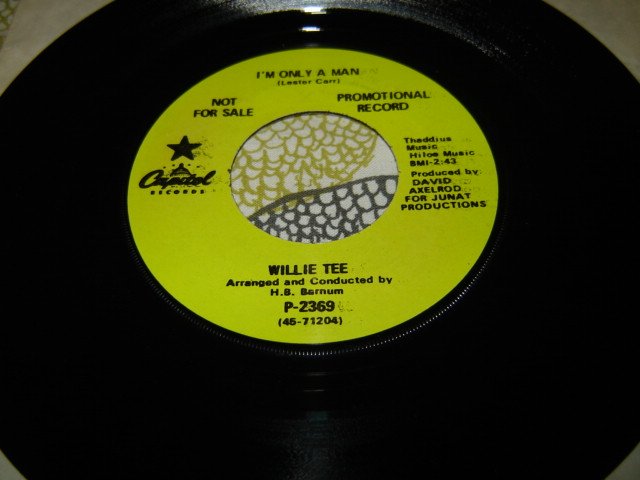 I'M ONLY A MAN
(Lester Carr)
NOT
FOR SALE
PROMOTIONAL
RECORD
Capitol
RECORDS
Thaddius
Music
Hiloe Music
BMI-2:43
Produced by:
DAVID
AXELROD
FOR JUNAT
PRODUCTIONS
WILLIE TEE
Arranged and Conducted by
H.B. Barnum
P-2369
(45-71204)